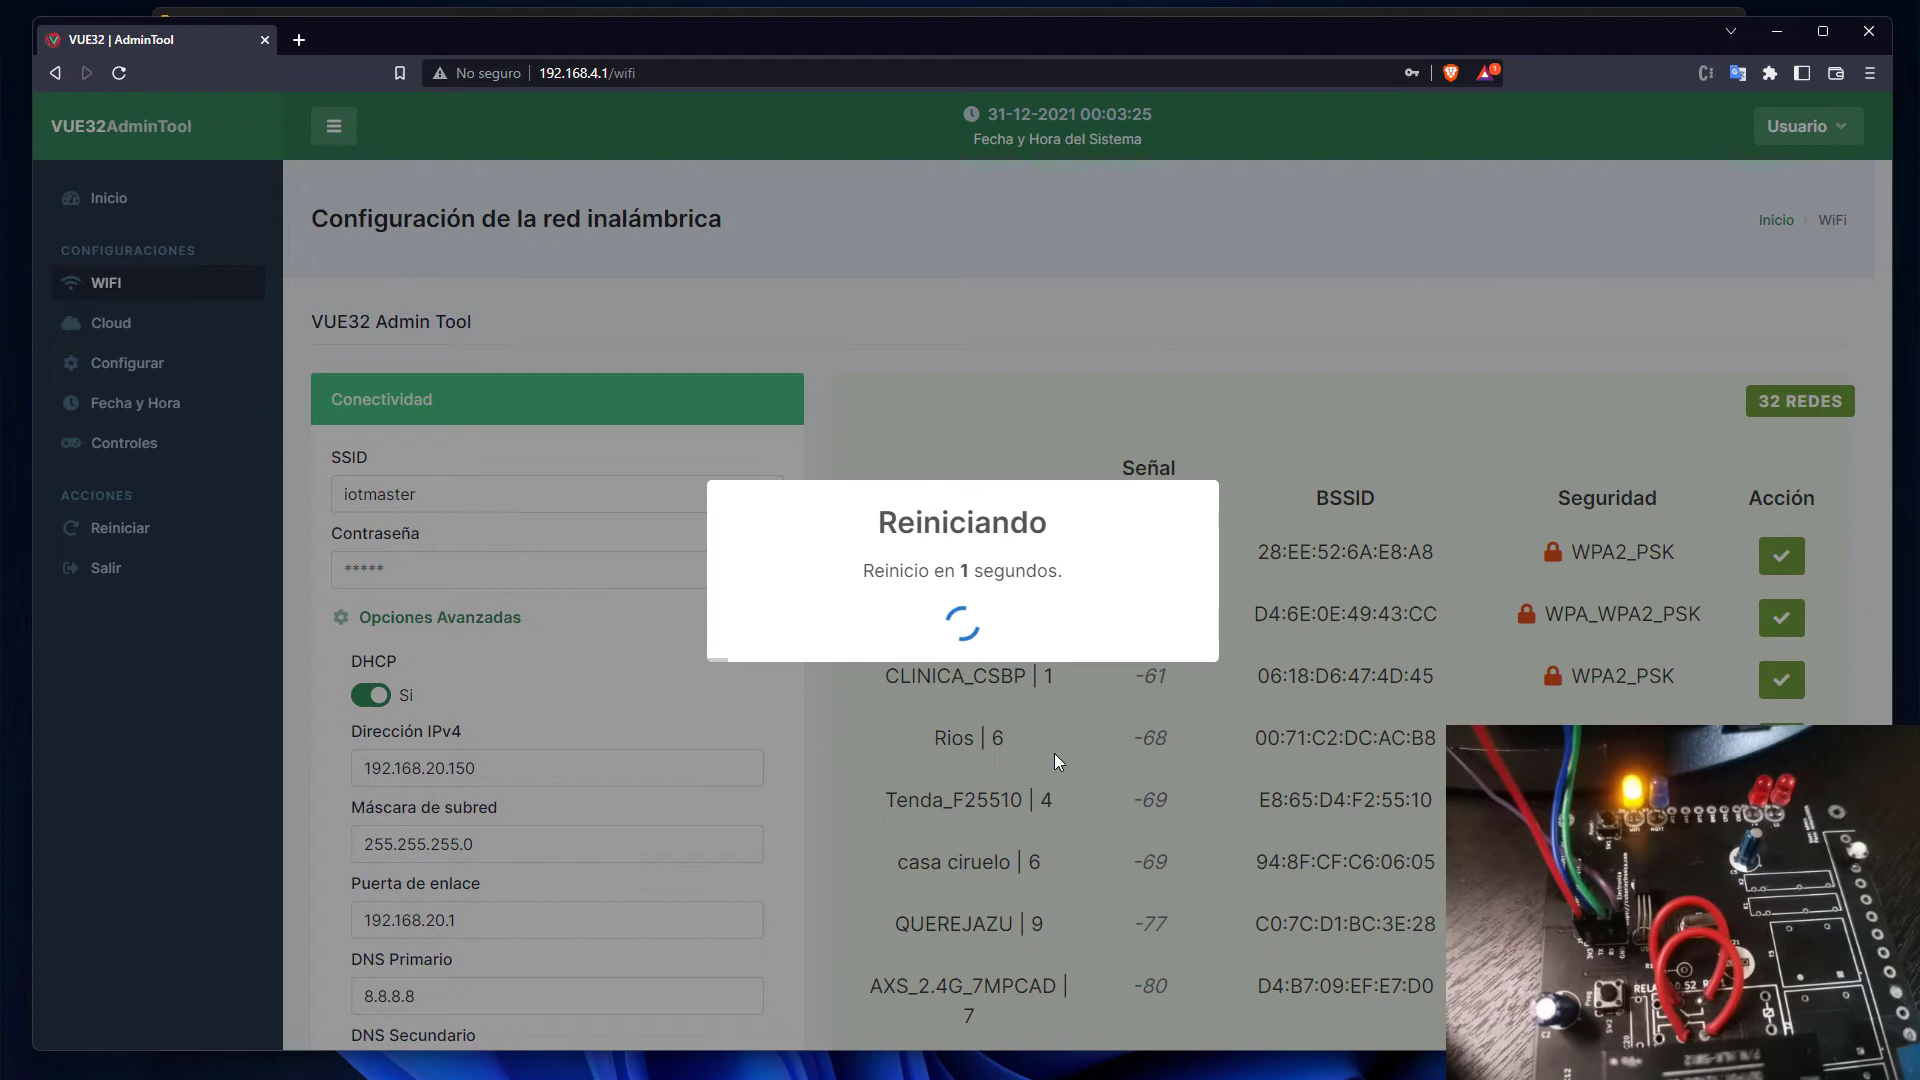 VUE32 | AdminTool
No seguro
192.168.4.1/wifi
1
VUE32AdminTool
31-12-2021 00:03:25
Fecha y Hora del Sistema
Usuario
Inicio
CONFIGURACIONES
WIFI
Cloud
Configurar
Fecha y Hora
Controles
ACCIONES
Reiniciar
Salir
Configuración de la red inalámbrica
Inicio
WiFi
VUE32 Admin Tool
Conectividad
SSID
iotmaster
Contraseña
*****
Opciones Avanzadas
DHCP
Si
Dirección IPv4
192.168.20.150
Máscara de subred
255.255.255.0
Puerta de enlace
192.168.20.1
DNS Primario
8.8.8.8
DNS Secundario
32 REDES
Señal
BSSID
Seguridad
Acción
28:EE:52:6A:E8:A8
WPA2_PSK
D4:6E:0E:49:43:CC
WPA_WPA2_PSK
CLINICA_CSBP | 1
-61
06:18:D6:47:4D:45
WPA2_PSK
Rios | 6
-68
00:71:C2:DC:AC:B8
Tenda_F25510 | 4
-69
E8:65:D4:F2:55:10
casa ciruelo | 6
-69
94:8F:CF:C6:06:05
QUEREJAZU | 9
-77
C0:7C:D1:BC:3E:28
AXS_2.4G_7MPCAD |
7
-80
D4:B7:09:EF:E7:D0
Reiniciando
Reinicio en 1 segundos.
SW2